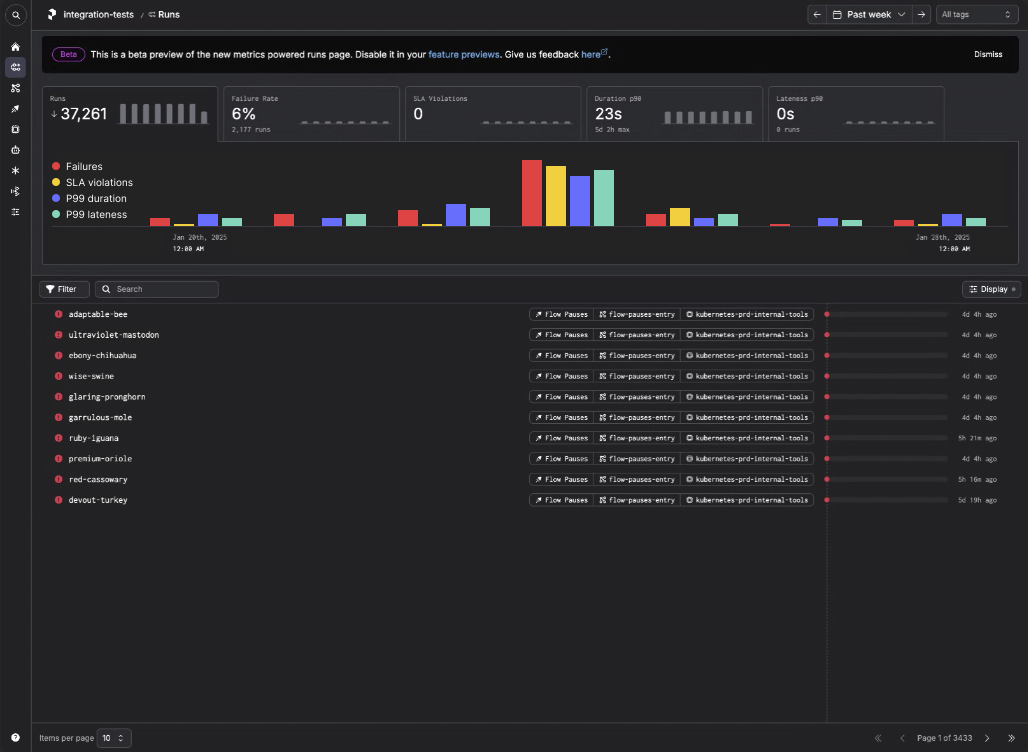 integration-tests / Runs
Past week
All tags
Beta This is a beta preview of the new metrics powered runs page. Disable it in your feature previews. Give us feedback here.
Dismiss
Runs
37,261
Failure Rate
6%
2,177 runs
SLA Violations
0
Duration p90
23s
5d 2h max
Lateness p90
0s
0 runs
Failures
SLA violations
P99 duration
P99 lateness
Jan 20th, 2025
12:00 AM
Jan 28th, 2025
12:00 AM
Filter
Search
Display
adaptable-bee Flow Pauses flow-pauses-entry kubernetes-prd-internal-tools 4d 4h ago
ultraviolet-mastodon Flow Pauses flow-pauses-entry kubernetes-prd-internal-tools 4d 4h ago
ebony-chihuahua Flow Pauses flow-pauses-entry kubernetes-prd-internal-tools 4d 4h ago
wise-swine Flow Pauses flow-pauses-entry kubernetes-prd-internal-tools 4d 4h ago
glaring-pronghorn Flow Pauses flow-pauses-entry kubernetes-prd-internal-tools 4d 4h ago
garrulous-mole Flow Pauses flow-pauses-entry kubernetes-prd-internal-tools 4d 4h ago
ruby-iguana Flow Pauses flow-pauses-entry kubernetes-prd-internal-tools 5h 21m ago
premium-oriole Flow Pauses flow-pauses-entry kubernetes-prd-internal-tools 4d 4h ago
red-cassowary Flow Pauses flow-pauses-entry kubernetes-prd-internal-tools 5h 16m ago
devout-turkey Flow Pauses flow-pauses-entry kubernetes-prd-internal-tools 5d 19h ago
Items per page 10
Page 1 of 3433